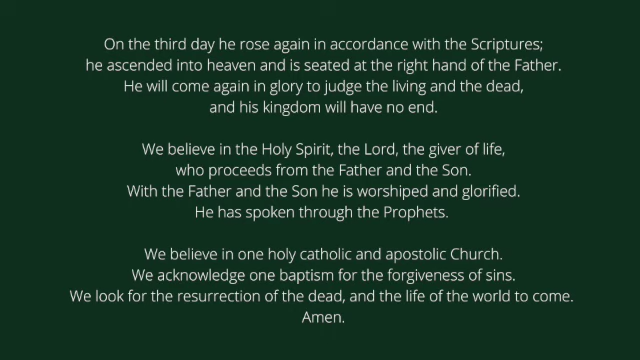 On the third day he rose again in accordance with the Scriptures;
he ascended into heaven and is seated at the right hand of the Father.
He will come again in glory to judge the living and the dead,
and his kingdom will have no end.
We believe in the Holy Spirit, the Lord, the giver of life,
who proceeds from the Father and the Son.
With the Father and the Son he is worshiped and glorified.
He has spoken through the Prophets.
We believe in one holy catholic and apostolic Church.
We acknowledge one baptism for the forgiveness of sins.
We look for the resurrection of the dead, and the life of the world to come.
Amen.